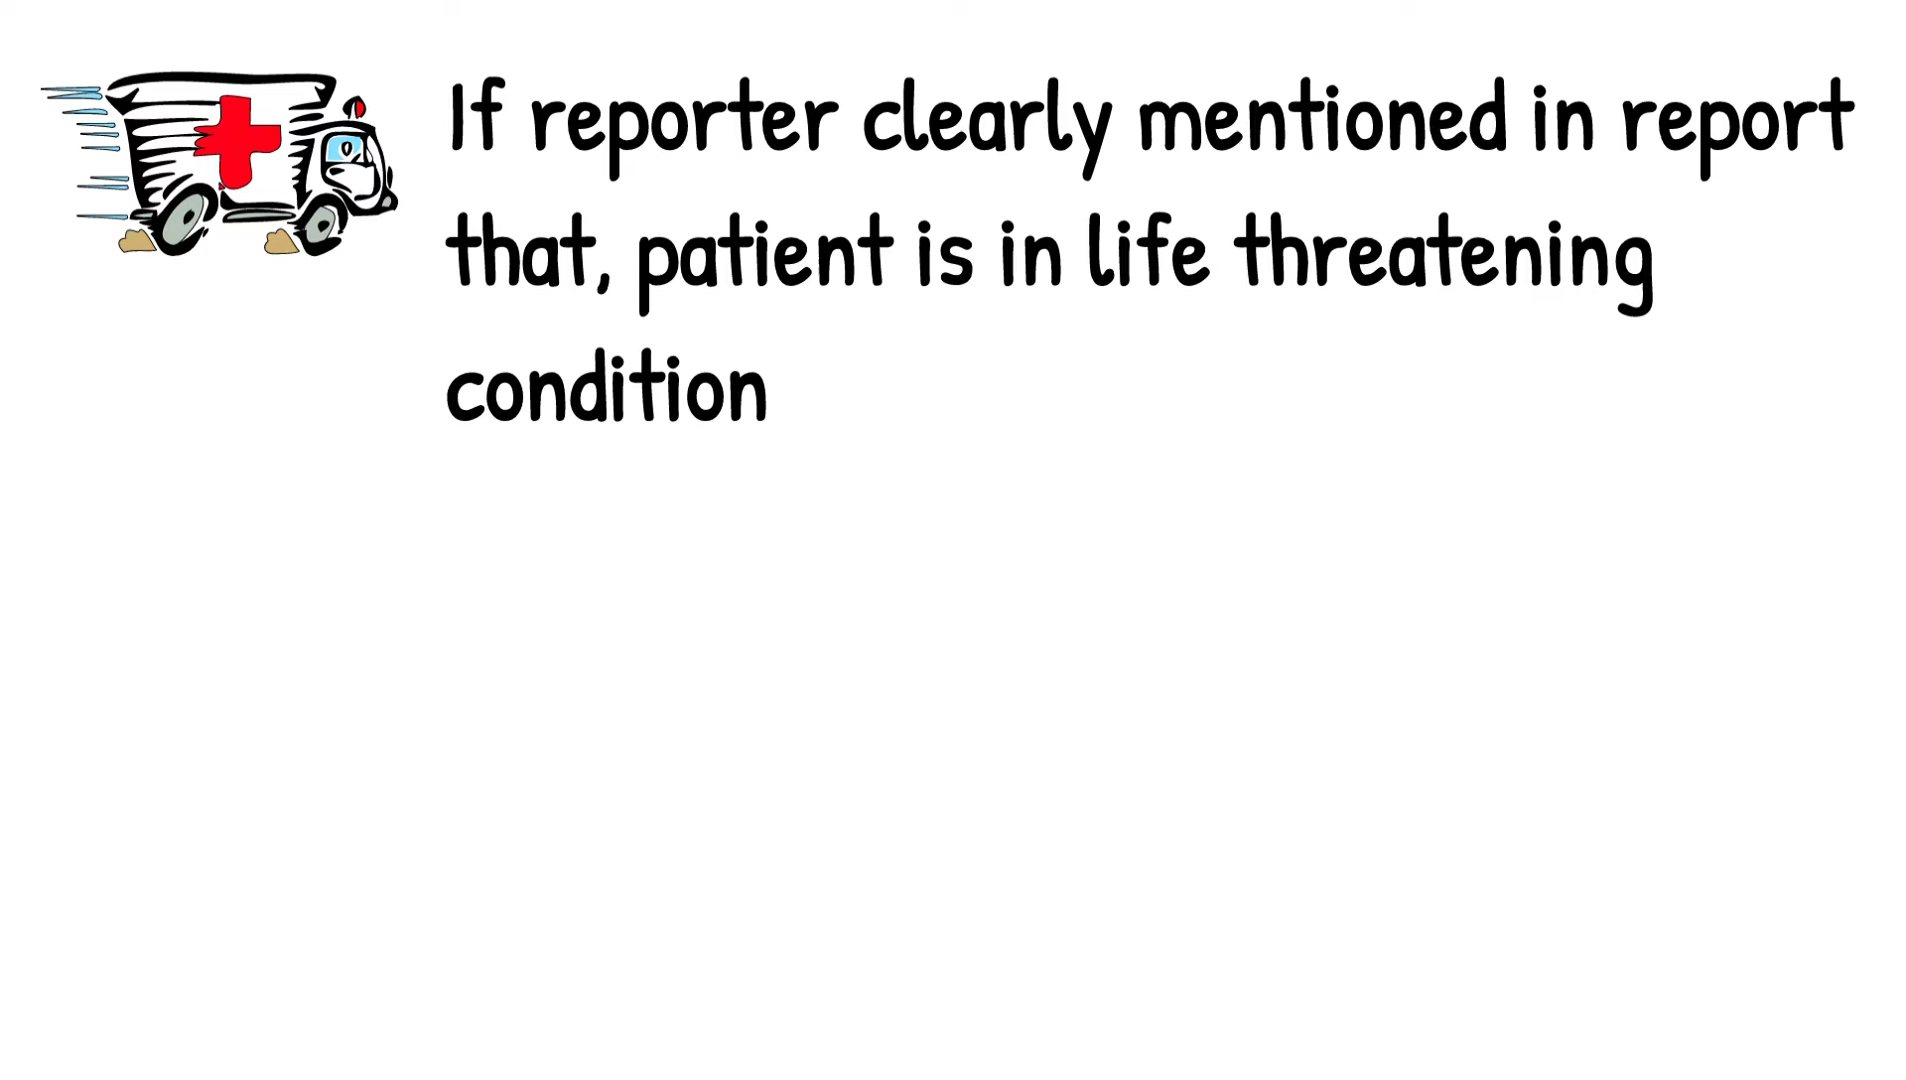 If reporter clearly mentioned in report
that, patient is in life threatening
condition